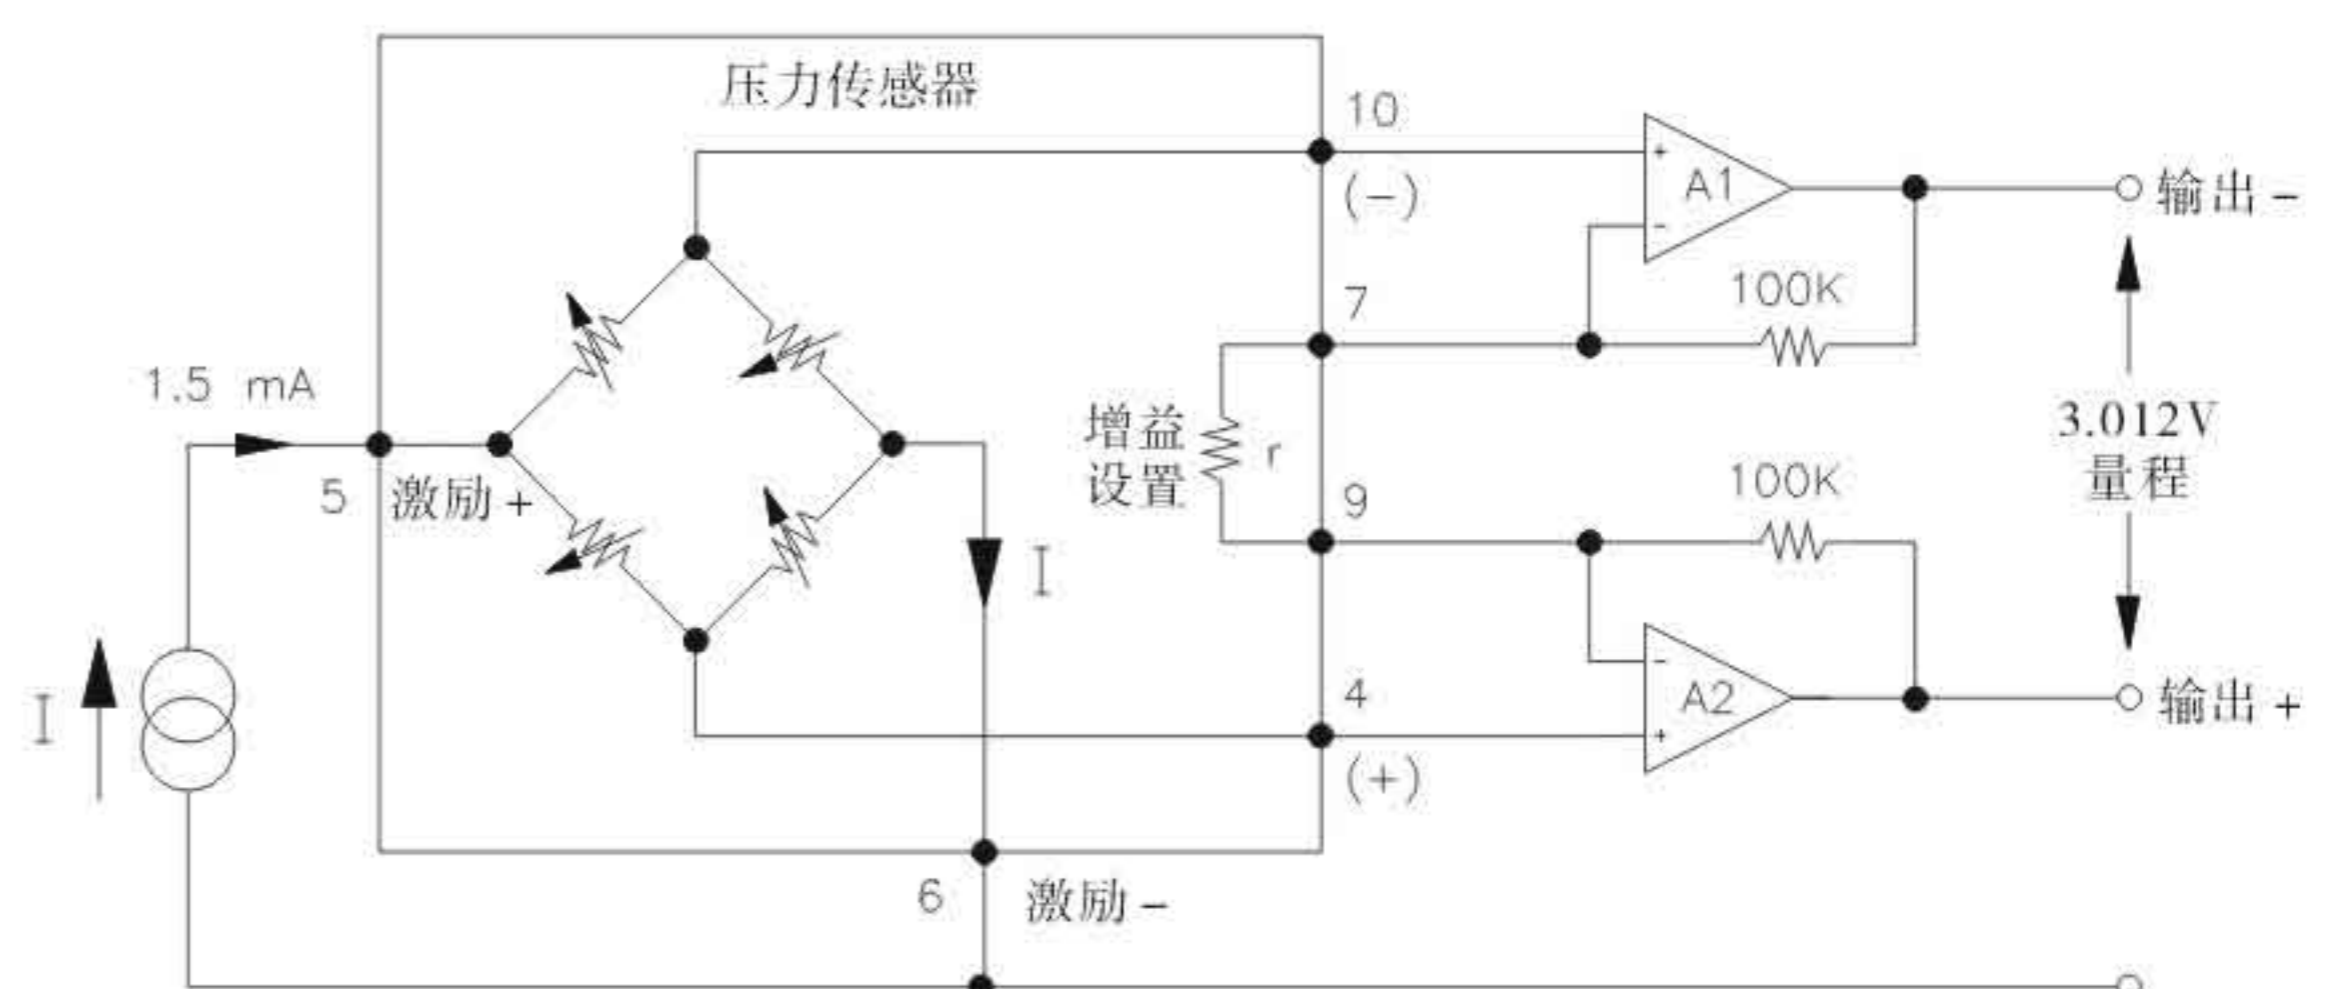 压力传感器
10
(-)
+
A1
-
输出 -
7
100K
1.5 mA
5
激励 +
增益
设置
r
3.012V
量程
9
100K
I
I
4
-
A2
+
(+)
输出 +
6
激励 -